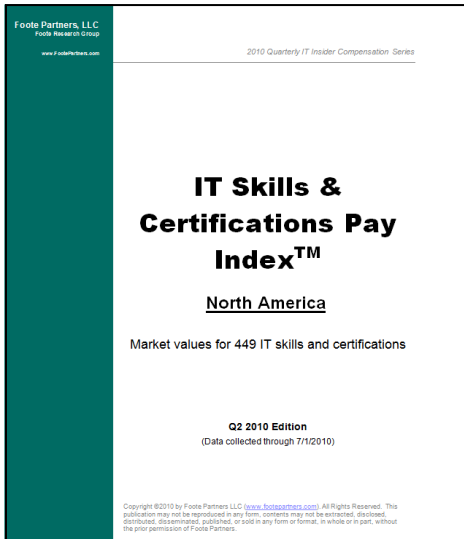 Foote Partners, LLC
Foote Research Group
www.FootePartners.com
2010 Quarterly IT Insider Compensation Series
IT Skills &
Certifications Pay
Index™
North America
Market values for 449 IT skills and certifications
Q2 2010 Edition
(Data collected through 7/1/2010)
Copyright ©2010 by Foote Partners LLC (www.footepartners.com). All Rights Reserved. This
publication may not be reproduced in any form, contents may not be extracted, disclosed,
distributed, disseminated, published, or sold in any form or format, in whole or in part, without
the prior permission of Foote Partners.